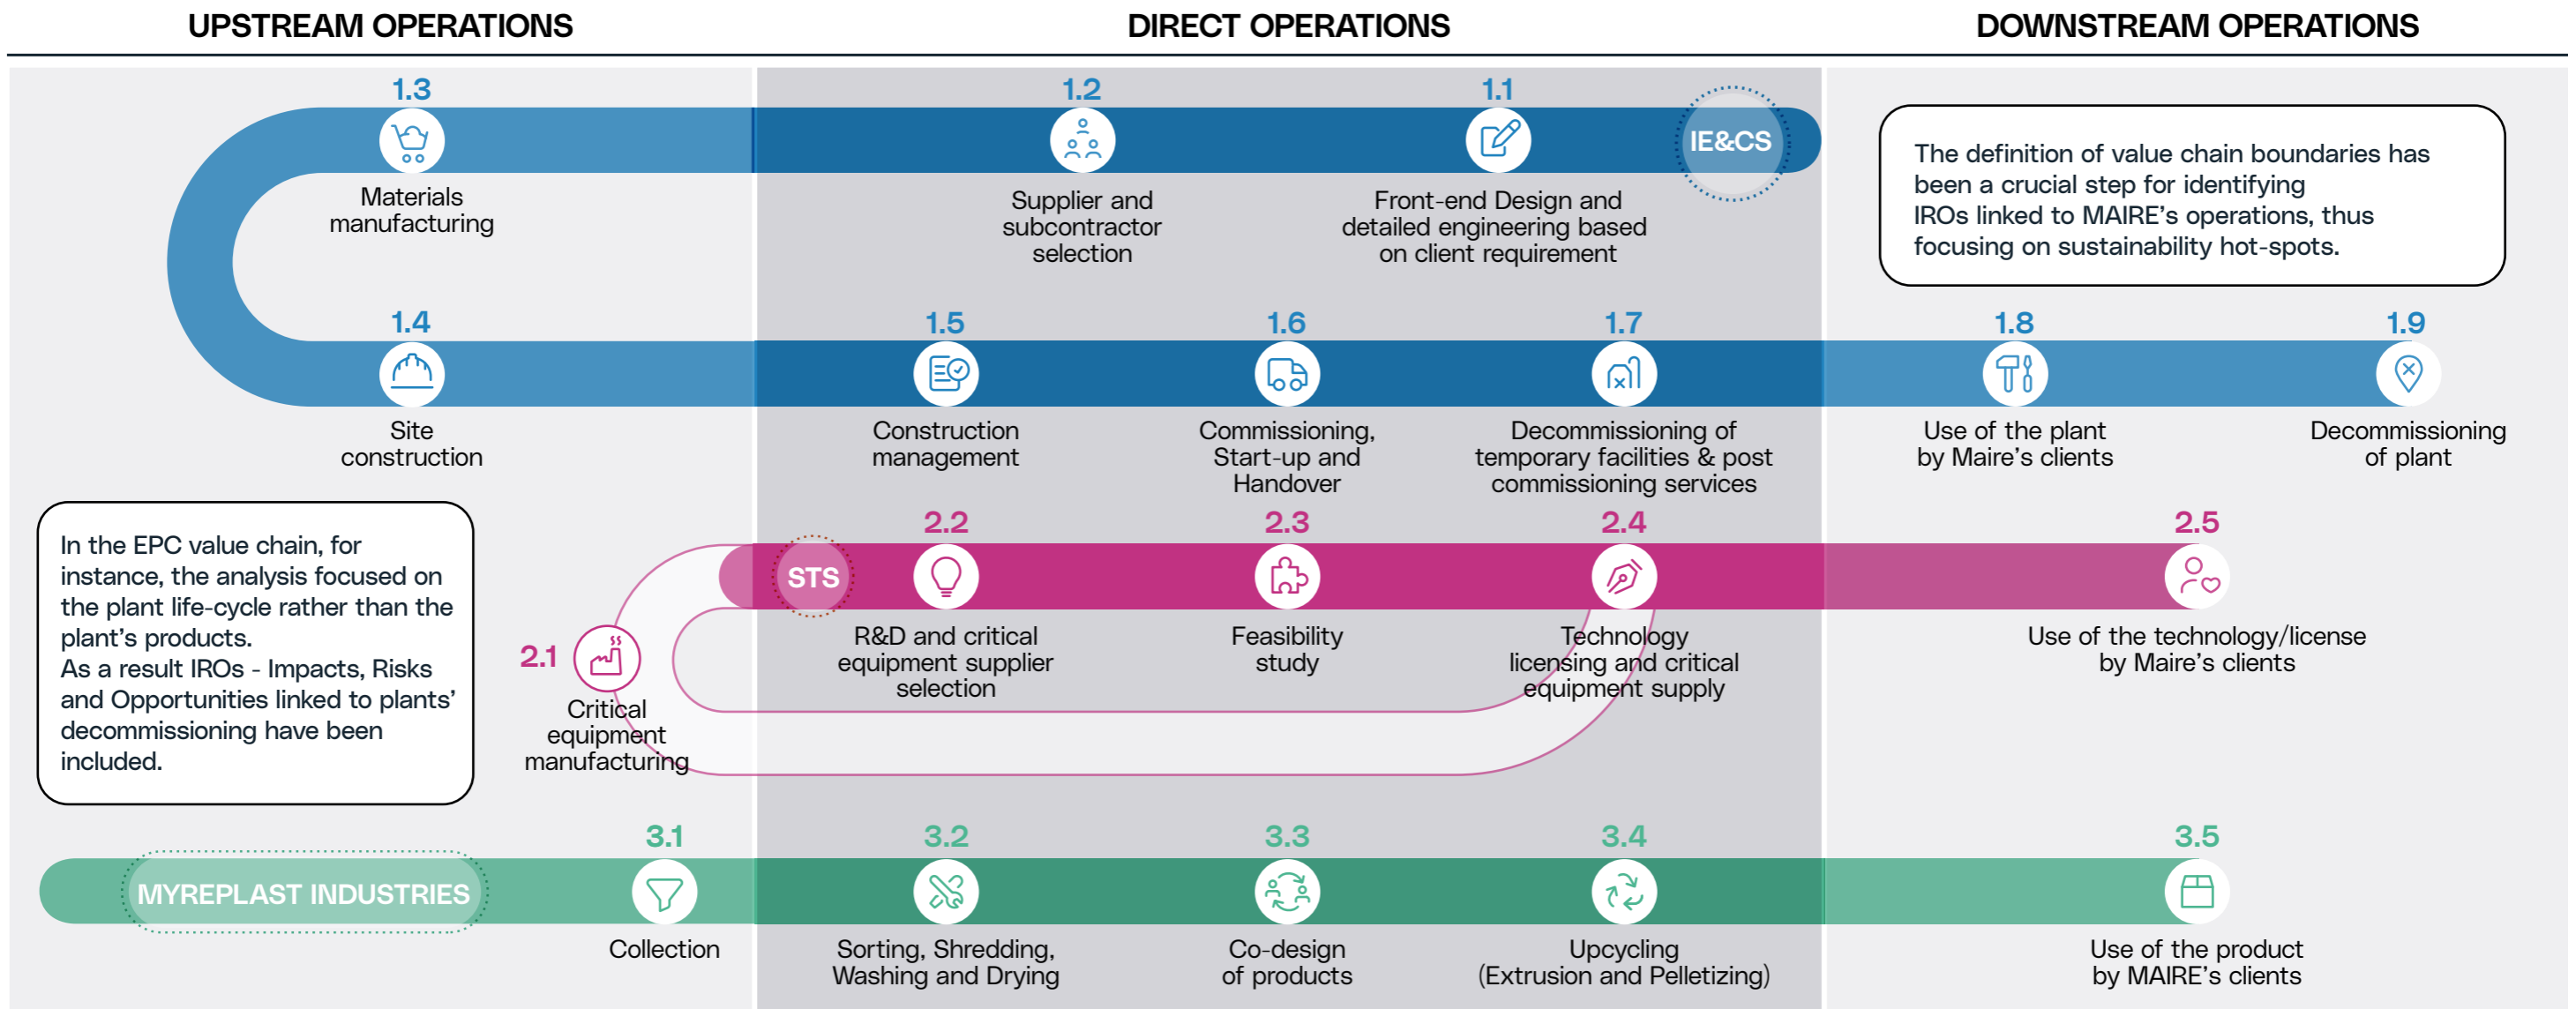 UPSTREAM OPERATIONS
DIRECT OPERATIONS
DOWNSTREAM OPERATIONS
1.3
Materials
manufacturing
1.2
Supplier and
subcontractor
selection
1.1
Front-end Design and
detailed engineering based
on client requirement
IE&CS
The definition of value chain boundaries has
been a crucial step for identifying
IROs linked to MAIRE's operations, thus
focusing on sustainability hot-spots.
1.4
Site
construction
1.5
Construction
management
1.6
Commissioning,
Start-up and
Handover
1.7
Decommissioning of
temporary facilities & post
commissioning services
1.8
Use of the plant
by Maire's clients
1.9
Decommissioning
of plant
In the EPC value chain, for
instance, the analysis focused on
the plant life-cycle rather than the
plant's products.
As a result IROs - Impacts, Risks
and Opportunities linked to plants'
decommissioning have been
included.
2.1
Critical
equipment
manufacturing
STS
2.2
R&D and critical
equipment supplier
selection
2.3
Feasibility
study
2.4
Technology
licensing and critical
equipment supply
2.5
Use of the technology/license
by Maire's clients
MYREPLAST INDUSTRIES
3.1
Collection
3.2
Sorting, Shredding,
Washing and Drying
3.3
Co-design
of products
3.4
Upcycling
(Extrusion and Pelletizing)
3.5
Use of the product
by MAIRE's clients